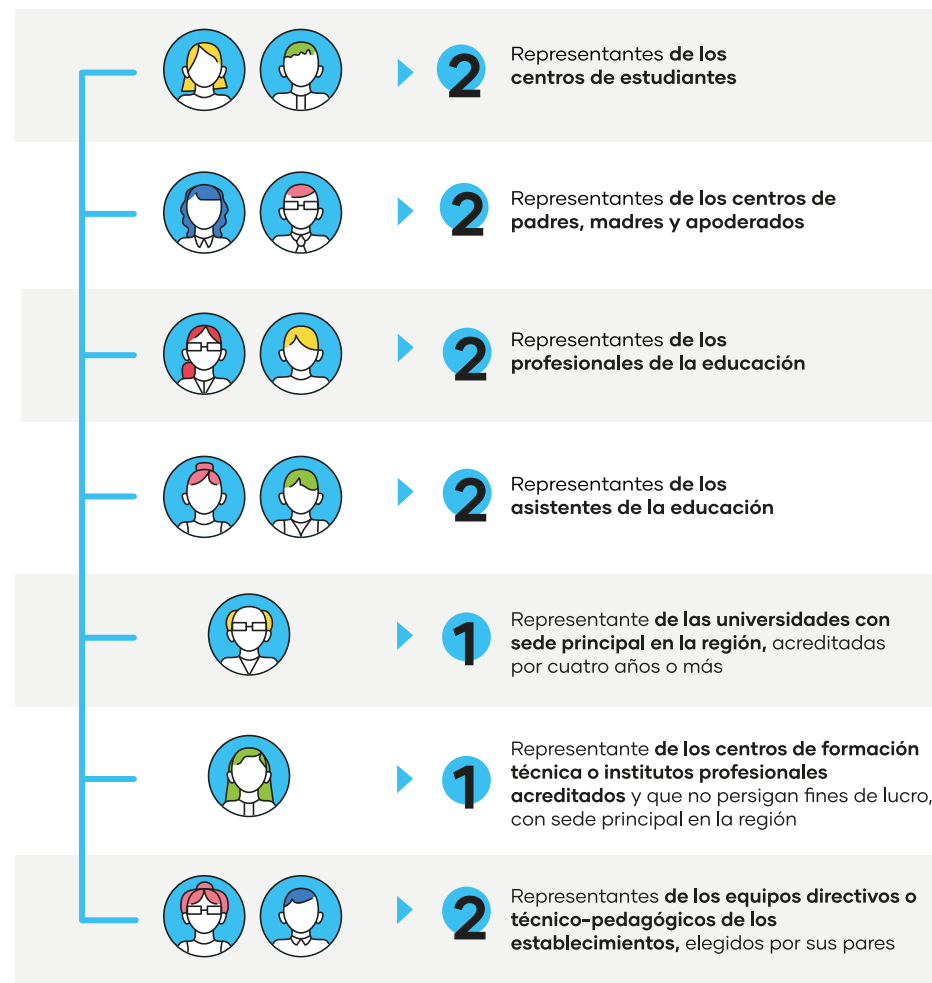 2
Representantes de los
centros de estudiantes
2
Representantes de los centros de
padres, madres y apoderados
2
Representantes de los
profesionales de la educación
2
Representantes de los
asistentes de la educación
1
Representante de las universidades con
sede principal en la región, acreditadas
por cuatro años o más
1
Representante de los centros de formación
técnica o institutos profesionales
acreditados y que no persigan fines de lucro,
con sede principal en la región
2
Representantes de los equipos directivos o
técnico-pedagógicos de los
establecimientos, elegidos por sus pares